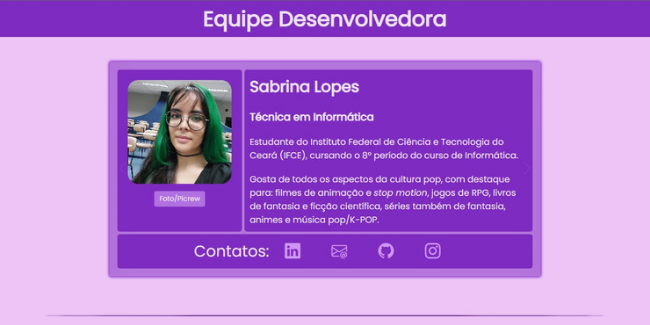 Equipe Desenvolvedora
Sabrina Lopes
Técnica em Informática
Estudante do Instituto Federal de Ciência e Tecnologia do
Ceará (IFCE), cursando o 8º período do curso de Informática.
Gosta de todos os aspectos da cultura pop, com destaque
para: filmes de animação e stop motion, jogos de RPG, livros
de fantasia e ficção científica, séries também de fantasia,
animes e música pop/K-POP.
Foto/Picrew
Contatos: